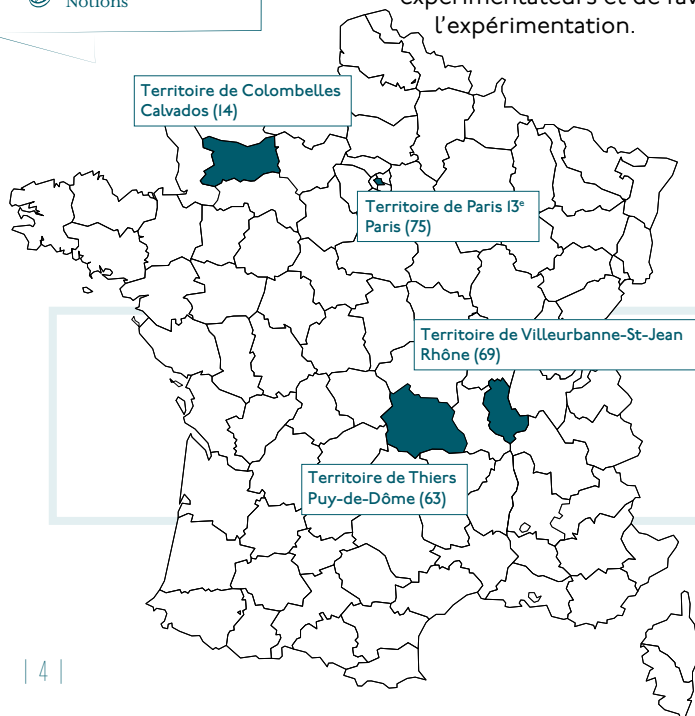 Notions
l'expérimentation.
Territoire de Colombelles
Calvados (14)
Territoire de Paris 13ᵉ
Paris (75)
Territoire de Villeurbanne-St-Jean
Rhône (69)
Territoire de Thiers
Puy-de-Dôme (63)
| 4 |